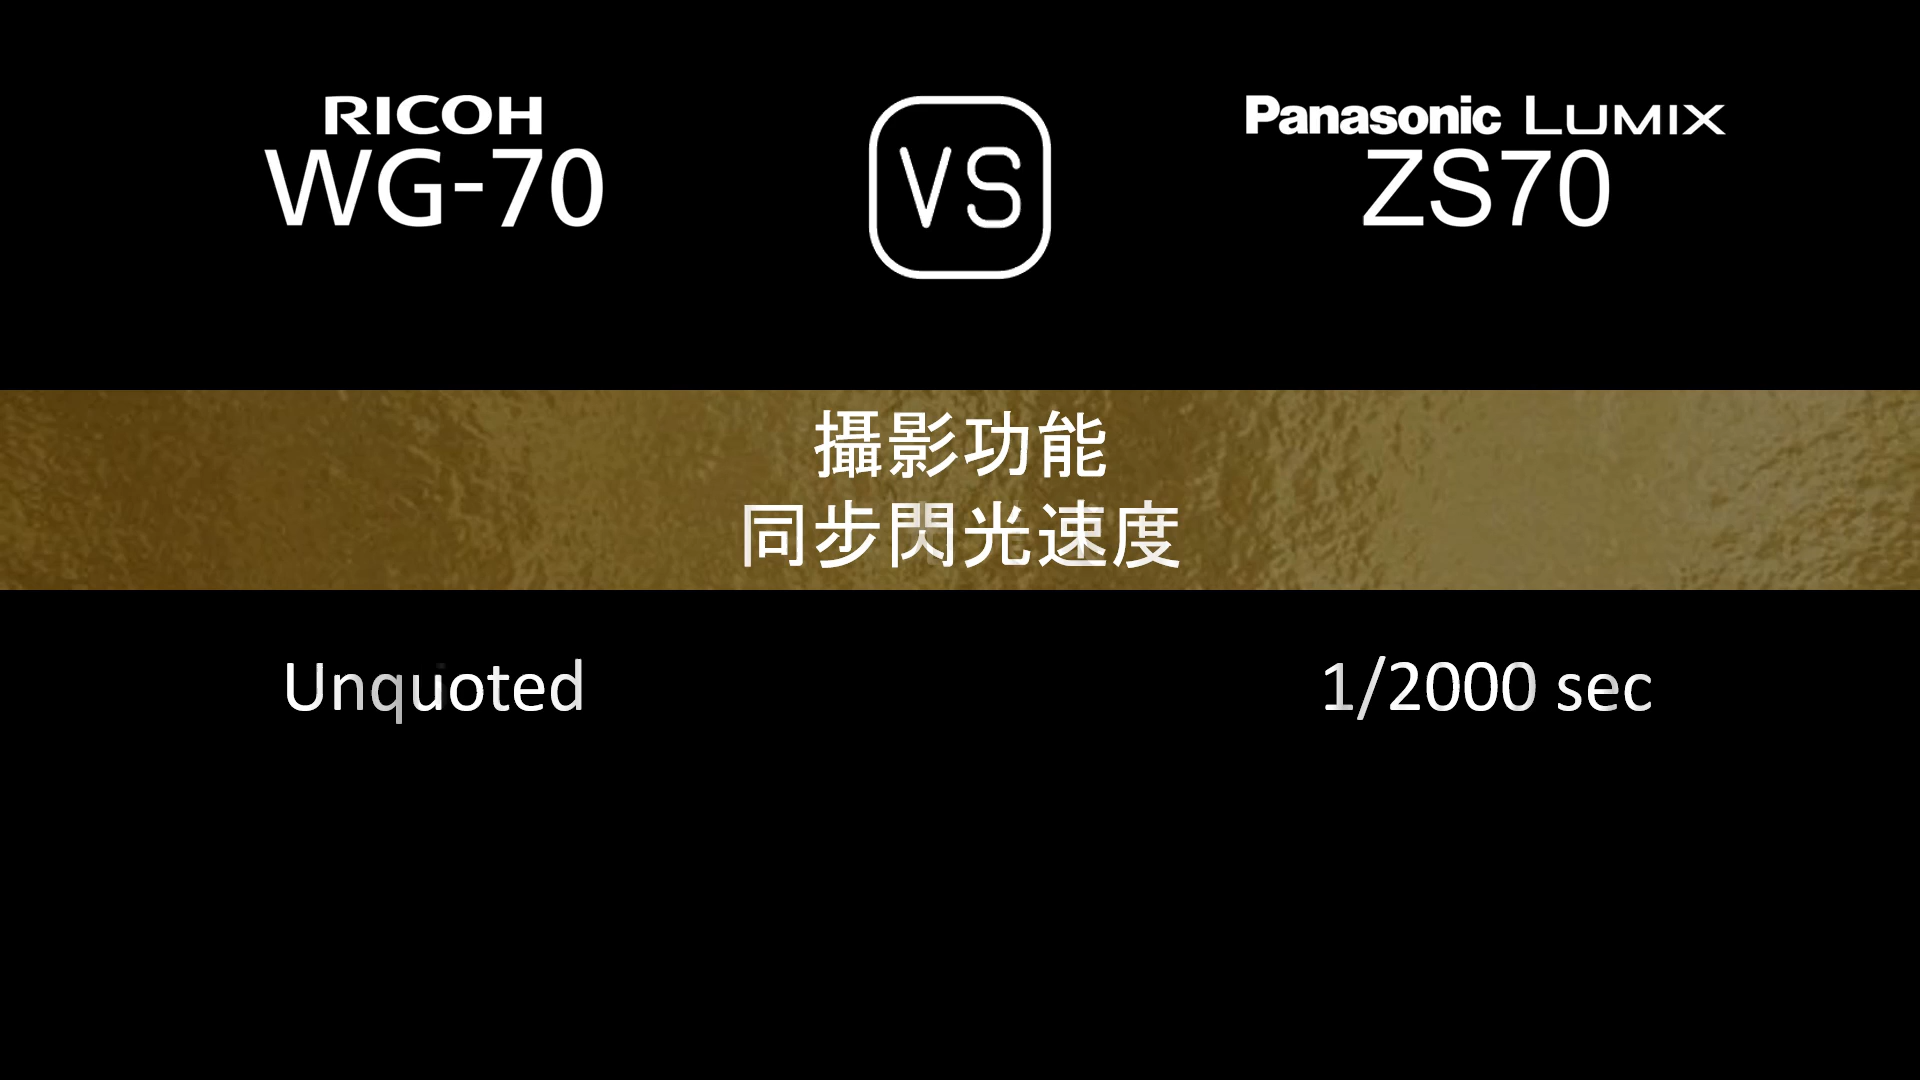 RICOH
WG-70
VS
Panasonic LUMIX
ZS70
攝影功能
同步閃光速度
Unquoted
1/2000 sec